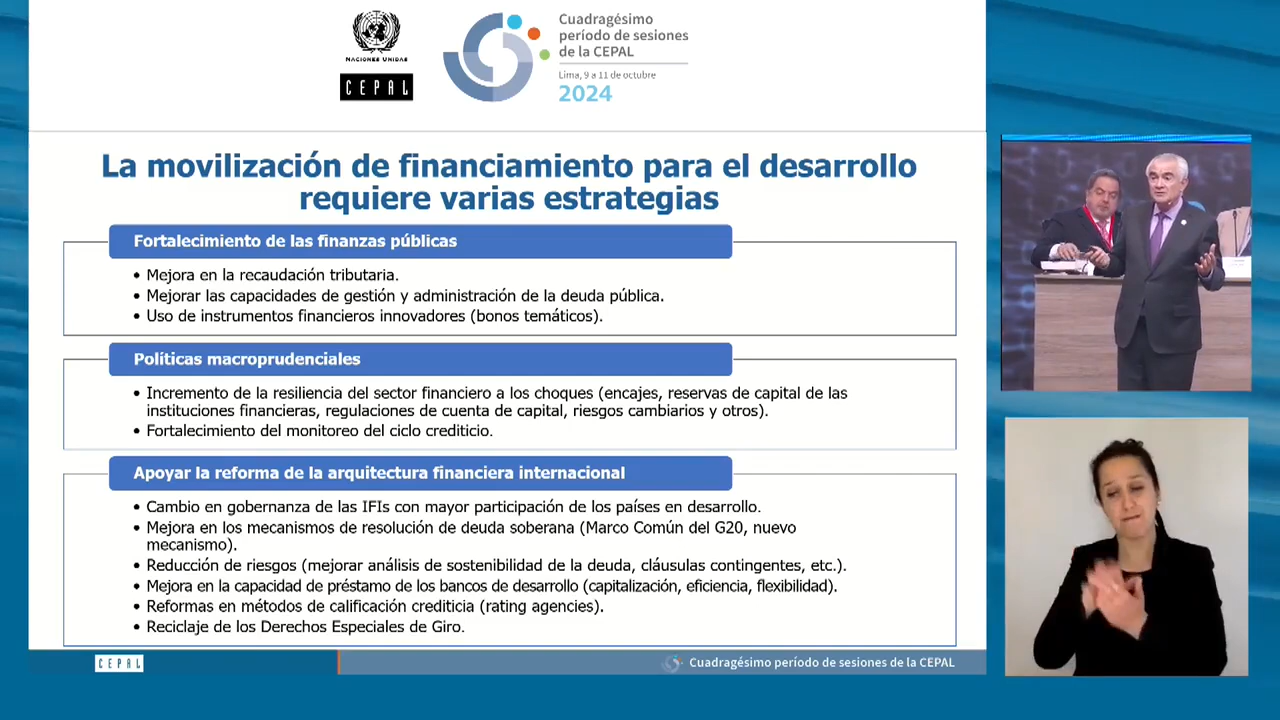 NACIONES UNIDAS
CEPAL
Cuadragésimo
período de sesiones
de la CEPAL
Lima, 9 a 11 de octubre
2024
La movilización de financiamiento para el desarrollo
requiere varias estrategias
Fortalecimiento de las finanzas públicas
• Mejora en la recaudación tributaria.
• Mejorar las capacidades de gestión y administración de la deuda pública.
• Uso de instrumentos financieros innovadores (bonos temáticos).
Políticas macroprudenciales
• Incremento de la resiliencia del sector financiero a los choques (encajes, reservas de capital de las
instituciones financieras, regulaciones de cuenta de capital, riesgos cambiarios y otros).
• Fortalecimiento del monitoreo del ciclo crediticio.
Apoyar la reforma de la arquitectura financiera internacional
• Cambio en gobernanza de las IFIs con mayor participación de los países en desarrollo.
• Mejora en los mecanismos de resolución de deuda soberana (Marco Común del G20, nuevo
mecanismo).
• Reducción de riesgos (mejorar análisis de sostenibilidad de la deuda, cláusulas contingentes, etc.).
• Mejora en la capacidad de préstamo de los bancos de desarrollo (capitalización, eficiencia, flexibilidad).
• Reformas en métodos de calificación crediticia (rating agencies).
• Reciclaje de los Derechos Especiales de Giro.
CEPAL
Cuadragésimo período de sesiones de la CEPAL